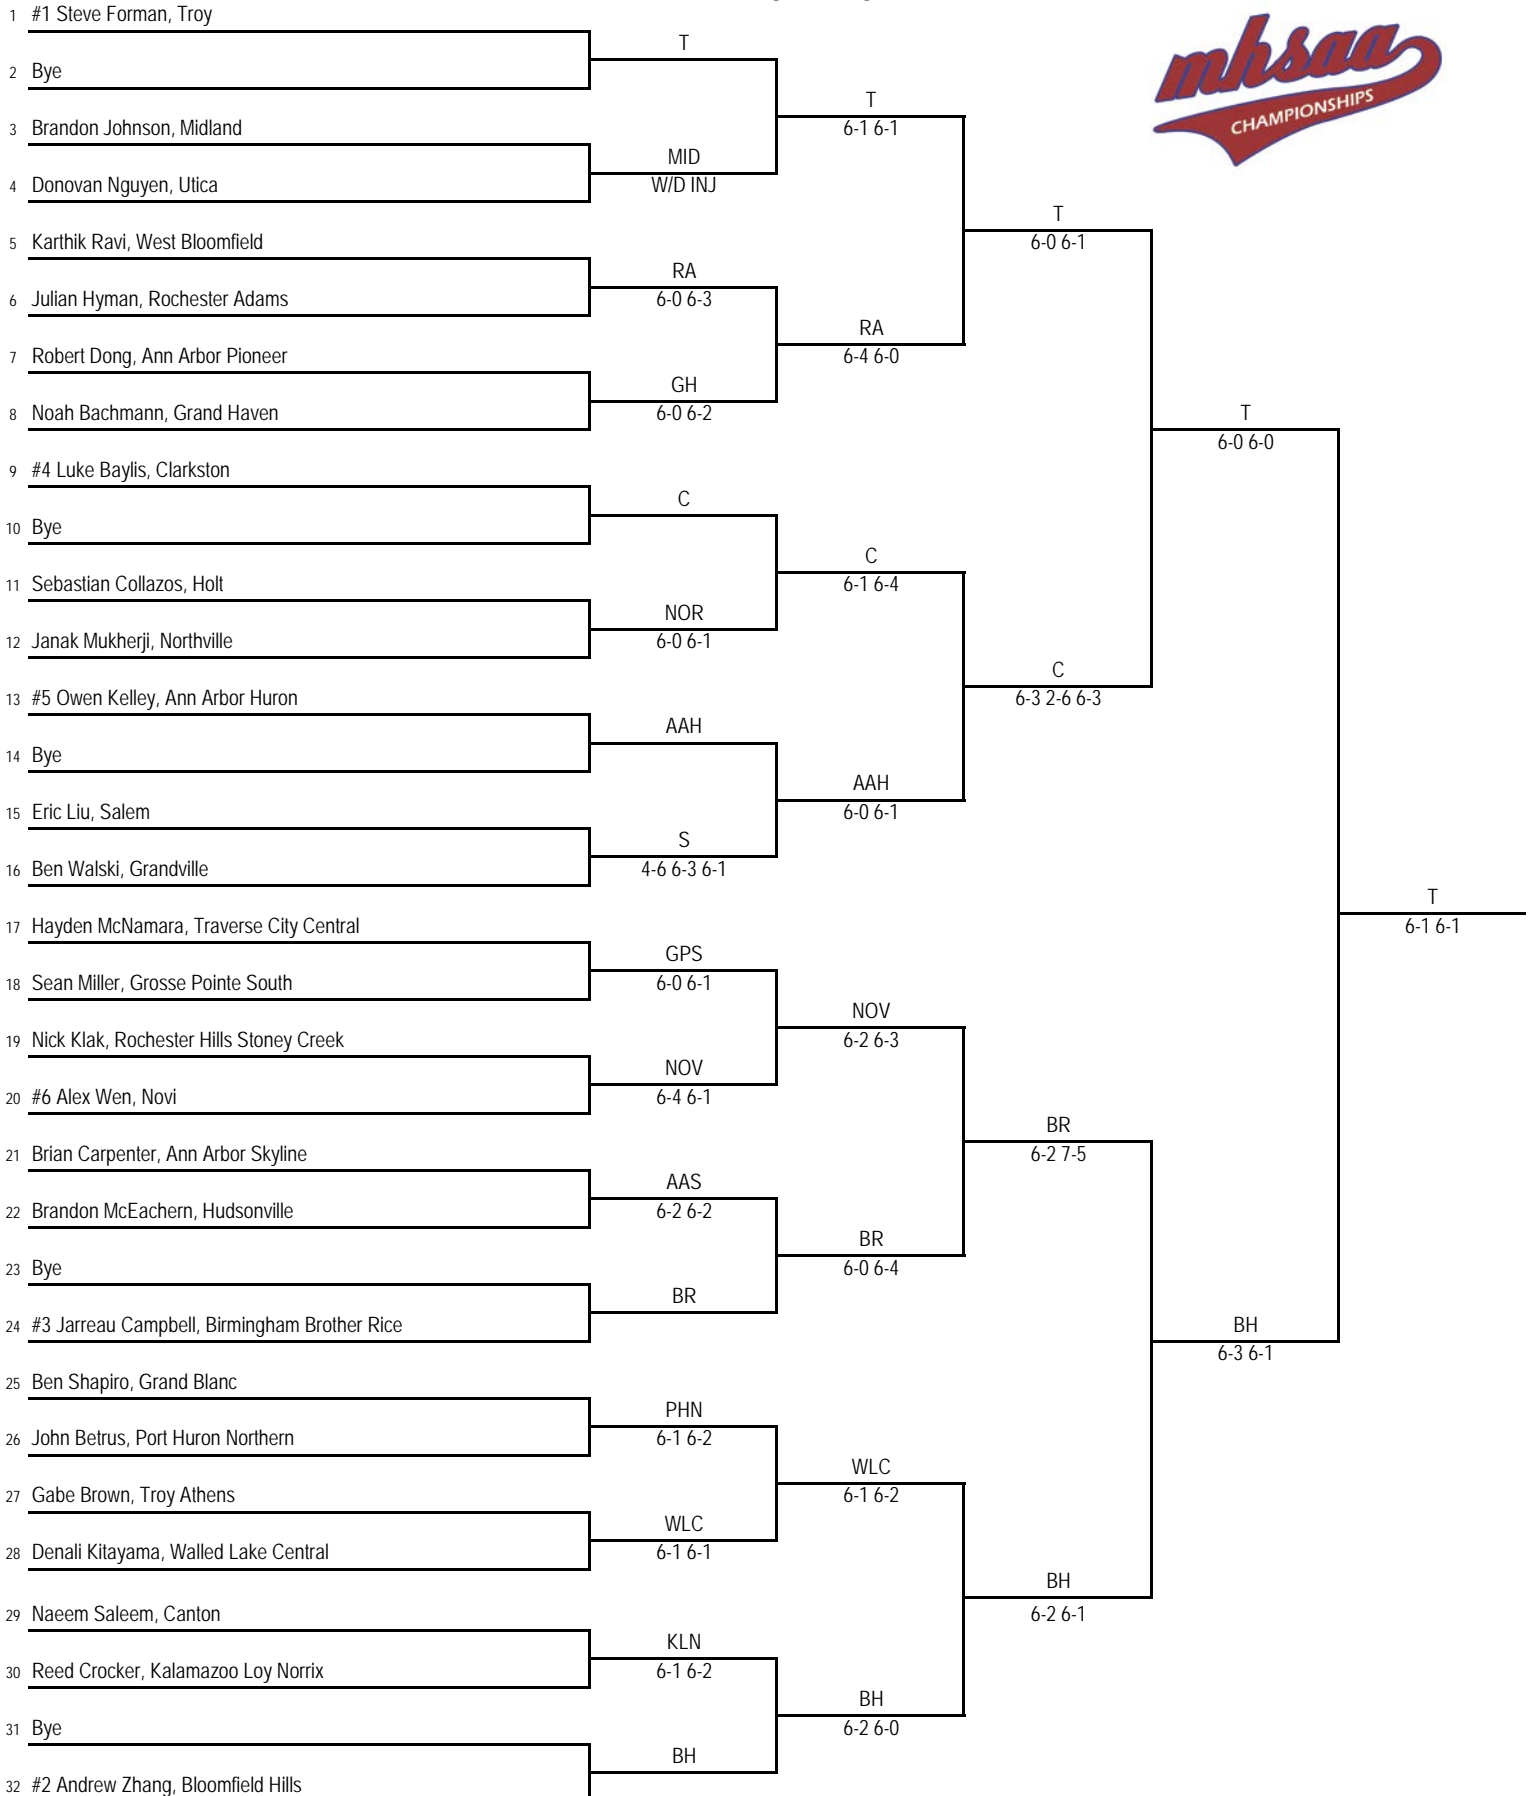 1 #1 Steve Forman, Troy
T
2 Bye
T
6-1 6-1
3 Brandon Johnson, Midland
MID
W/D INJ
4 Donovan Nguyen, Utica
T
6-0 6-1
5 Karthik Ravi, West Bloomfield
RA
6-0 6-3
6 Julian Hyman, Rochester Adams
RA
6-4 6-0
7 Robert Dong, Ann Arbor Pioneer
GH
6-0 6-2
8 Noah Bachmann, Grand Haven
T
6-0 6-0
9 #4 Luke Baylis, Clarkston
C
10 Bye
C
6-1 6-4
11 Sebastian Collazos, Holt
NOR
6-0 6-1
12 Janak Mukherji, Northville
C
6-3 2-6 6-3
13 #5 Owen Kelley, Ann Arbor Huron
AAH
14 Bye
AAH
6-0 6-1
15 Eric Liu, Salem
S
4-6 6-3 6-1
16 Ben Walski, Grandville
T
6-1 6-1
17 Hayden McNamara, Traverse City Central
GPS
6-0 6-1
18 Sean Miller, Grosse Pointe South
NOV
6-2 6-3
19 Nick Klak, Rochester Hills Stoney Creek
NOV
6-4 6-1
20 #6 Alex Wen, Novi
BR
6-2 7-5
21 Brian Carpenter, Ann Arbor Skyline
AAS
6-2 6-2
22 Brandon McEachern, Hudsonville
BR
6-0 6-4
23 Bye
BR
24 #3 Jarreau Campbell, Birmingham Brother Rice
BH
6-3 6-1
25 Ben Shapiro, Grand Blanc
PHN
6-1 6-2
26 John Betrus, Port Huron Northern
WLC
6-1 6-2
27 Gabe Brown, Troy Athens
WLC
6-1 6-1
28 Denali Kitayama, Walled Lake Central
BH
6-2 6-1
29 Naeem Saleem, Canton
KLN
6-1 6-2
30 Reed Crocker, Kalamazoo Loy Norrix
BH
6-2 6-0
31 Bye
BH
32 #2 Andrew Zhang, Bloomfield Hills
mhsaa
CHAMPIONSHIPS